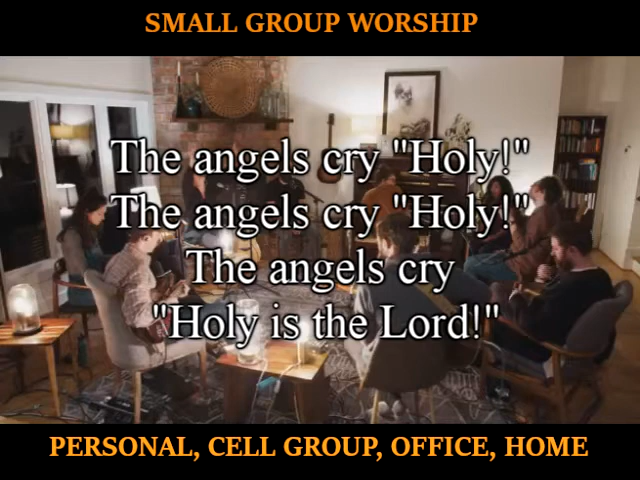 SMALL GROUP WORSHIP
The angels cry "Holy!"
The angels cry "Holy!"
The angels cry
"Holy is the Lord!"
PERSONAL, CELL GROUP, OFFICE, HOME